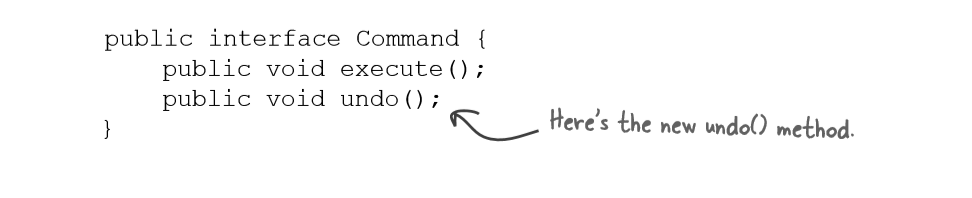 public interface Command {
    public void execute();
    public void undo();
}
Here's the new undo() method.